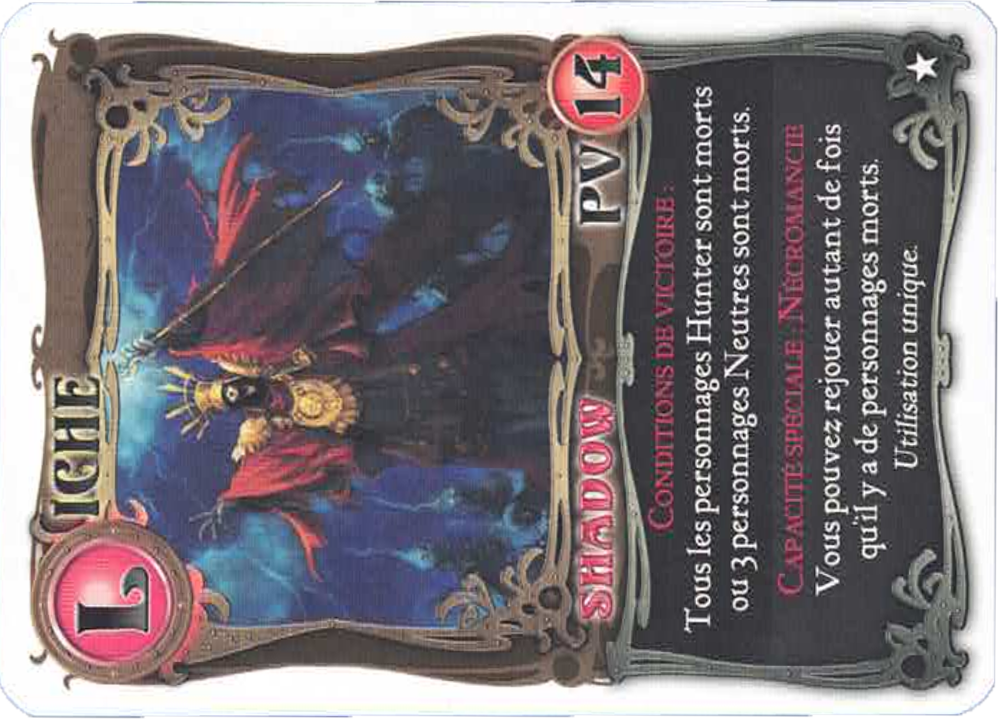 LICHE
SHADOW PV 14
CONDITIONS DE VICTOIRE :
Tous les personnages Hunter sont morts
ou 3 personnages Neutres sont morts.
CAPACITÉ SPÉCIALE : NÉCROMANCIE
Vous pouvez rejouer autant de fois
qu'il y a de personnages morts.
Utilisation unique.